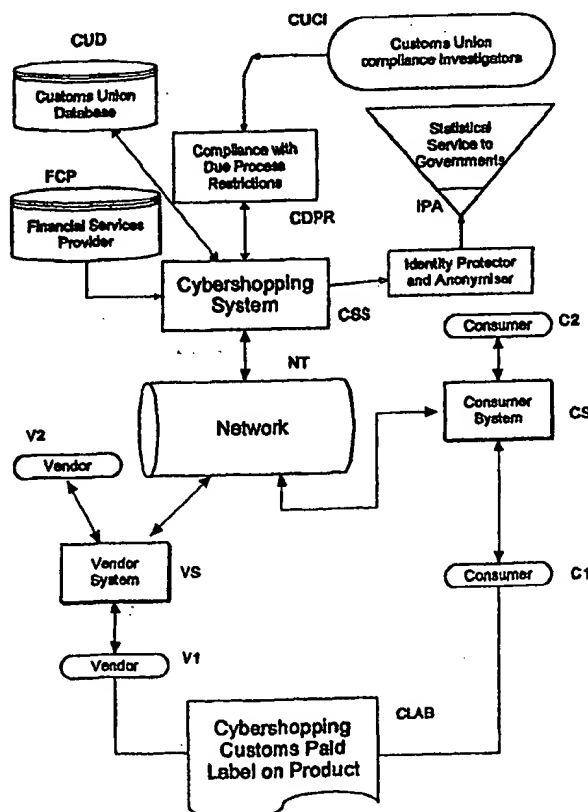 CUD
CUCI
Customs Union
compliance Investigators
Customs Union
Database
Compliance with
Due Process
Restrictions
Statistical
Service to
Governments
FCP
IPA
CDPR
Financial Services
Provider
Cybershopping
System
Identity Protector
and Anonymiser
CSS
Consumer
C2
NT
Consumer
System
CS
Network
V2
Vendor
Vendor
System
VS
Consumer
C1
Vendor
V1
Cybershopping
Customs Paid
Label on Product
CLAB